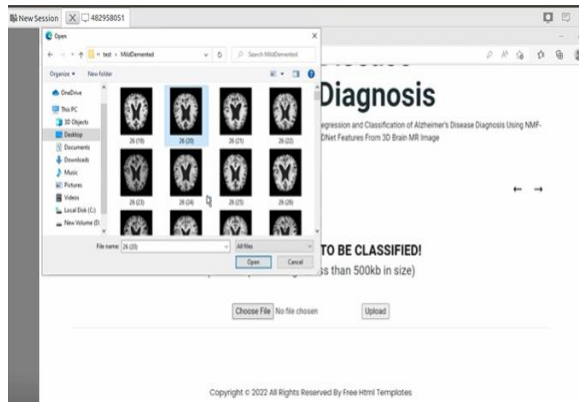 New Session
482958051
Open
test
MildDemented
Search MildDemented
Organize
New folder
OneDrive
This PC
3D Objects
Desktop
Documents
Downloads
Music
Pictures
Videos
Local Disk (C:)
New Volume (D:
26 (19)
26 (20)
26 (21)
26 (22)
26 (23)
26 (24)
26 (25)
26 (26)
File name:
26 (20)
All files
Open
Cancel
Diagnosis
egression and Classification of Alzheimer's Disease Diagnosis Using NMF-
DNet Features From 3D Brain MR Image
TO BE CLASSIFIED!
ss than 500kb in size)
Choose File
No file chosen
Upload
Copyright © 2022 All Rights Reserved By Free Html Templates